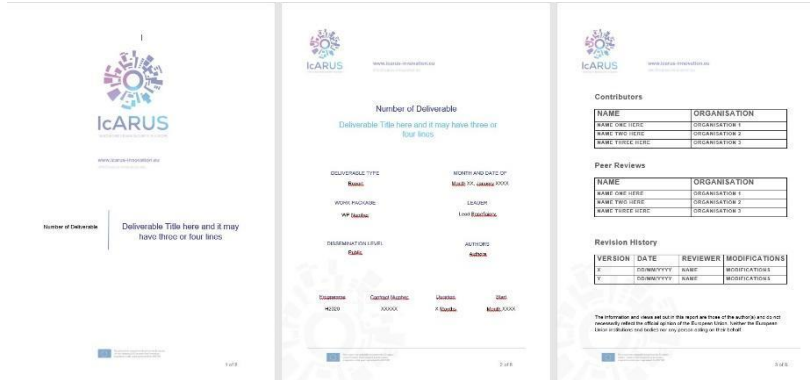 IcARUS
www.icarus-innovation.eu
Number of Deliverable
Deliverable Title here and it may
have three or four lines
1 of 8
IcARUS
www.icarus-innovation.eu
Number of Deliverable
Deliverable Title here and it may have three or
four lines
DELIVERABLE TYPE
MONTH AND DATE OF
Report
Month XX, January XXXX
WORK PACKAGE
LEADER
WP Number
Lead Beneficiary
DISSEMINATION LEVEL
AUTHORS
Public
Authors
Programme
Contract Number
Duration
Start
H2020
XXXXX
X Months
Month XXXX
IcARUS
www.icarus-innovation.eu
Contributors
NAME ORGANISATION
NAME ONE HERE ORGANISATION 1
NAME TWO HERE ORGANISATION 2
NAME THREE HERE ORGANISATION 3
Peer Reviews
NAME ORGANISATION
NAME ONE HERE ORGANISATION 1
NAME TWO HERE ORGANISATION 2
NAME THREE HERE ORGANISATION 3
Revision History
VERSION DATE REVIEWER MODIFICATIONS
X DD/MM/YYYY NAME MODIFICATIONS
Y DD/MM/YYYY NAME MODIFICATIONS
The information and views set out in this report are those of the author(s) and do not
necessarily reflect the official opinion of the European Union. Neither the European
Union institutions and bodies nor any person acting on their behalf